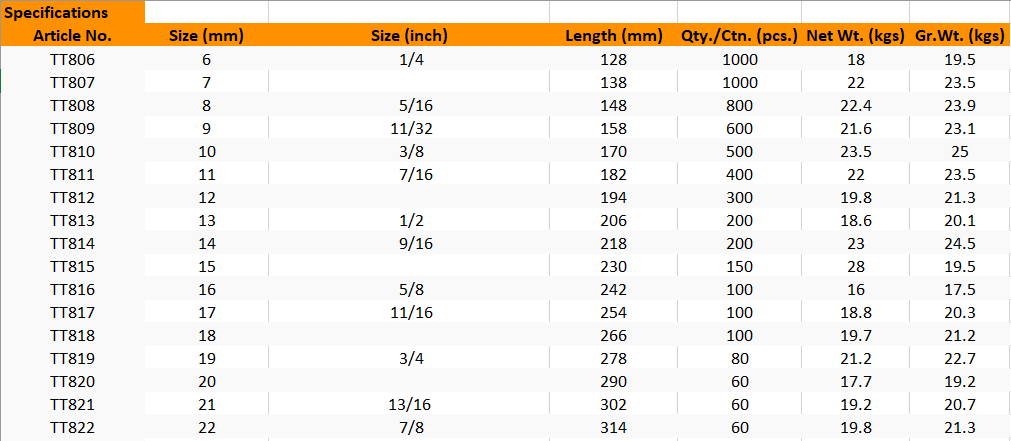 Specifications
Article No. Size (mm) Size (inch) Length (mm) Qty./Ctn. (pcs.) Net Wt. (kgs) Gr.Wt. (kgs)
TT806 6 1/4 128 1000 18 19.5
TT807 7 138 1000 22 23.5
TT808 8 5/16 148 800 22.4 23.9
TT809 9 11/32 158 600 21.6 23.1
TT810 10 3/8 170 500 23.5 25
TT811 11 7/16 182 400 22 23.5
TT812 12 194 300 19.8 21.3
TT813 13 1/2 206 200 18.6 20.1
TT814 14 9/16 218 200 23 24.5
TT815 15 230 150 28 19.5
TT816 16 5/8 242 100 16 17.5
TT817 17 11/16 254 100 18.8 20.3
TT818 18 266 100 19.7 21.2
TT819 19 3/4 278 80 21.2 22.7
TT820 20 290 60 17.7 19.2
TT821 21 13/16 302 60 19.2 20.7
TT822 22 7/8 314 60 19.8 21.3